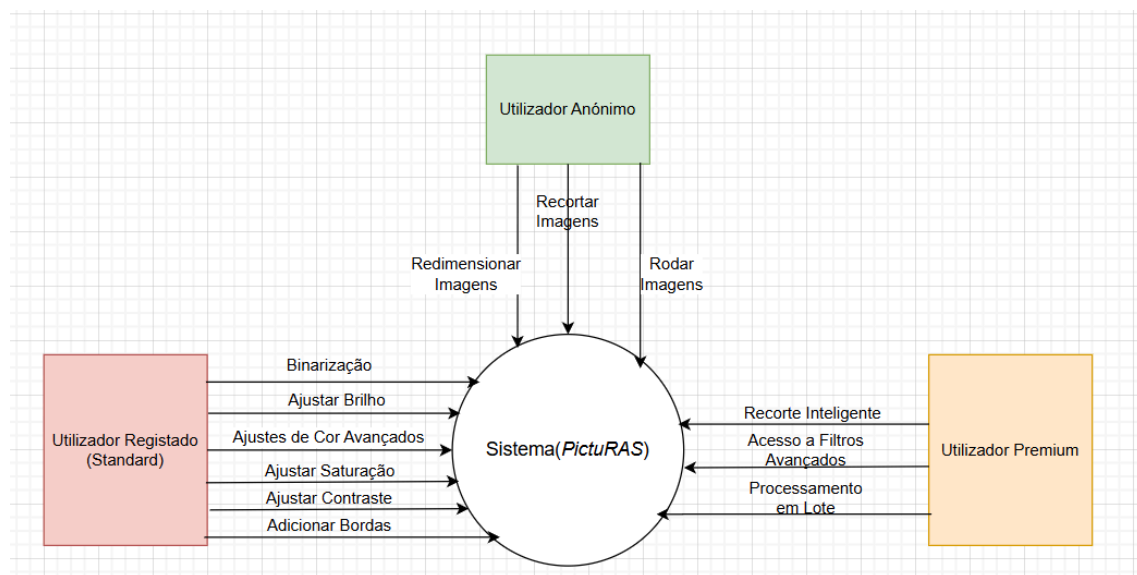 Utilizador Anónimo
Recortar
Imagens
Redimensionar
Imagens
Rodar
Imagens
Binarização
Ajustar Brilho
Ajustes de Cor Avançados
Ajustar Saturação
Ajustar Contraste
Adicionar Bordas
Utilizador Registado
(Standard)
Sistema(PictuRAS)
Recorte Inteligente
Acesso a Filtros
Avançados
Processamento
em Lote
Utilizador Premium